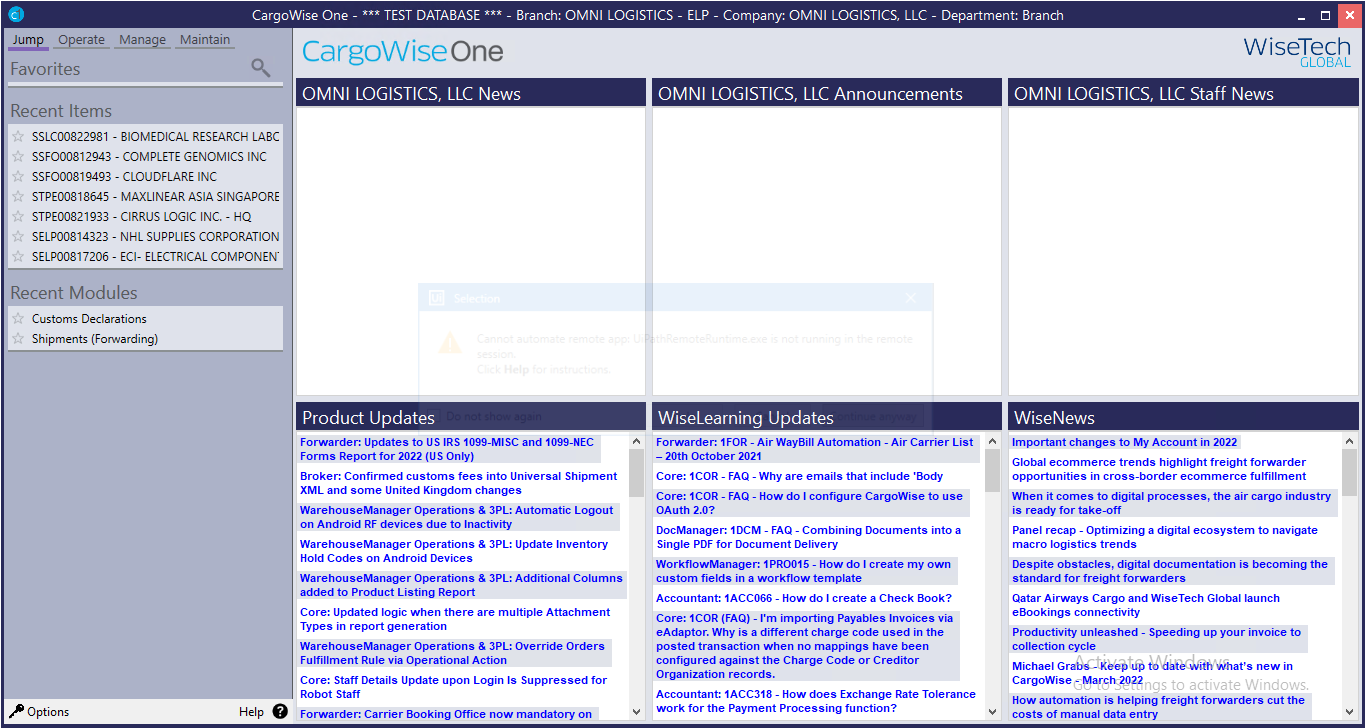 CargoWise One - *** TEST DATABASE *** - Branch: OMNI LOGISTICS - ELP - Company: OMNI LOGISTICS, LLC - Department: Branch
Jump Operate Manage Maintain
Favorites
Recent Items
SSLC00822981 - BIOMEDICAL RESEARCH LABC
SSFO00812943 - COMPLETE GENOMICS INC
SSFO00819493 - CLOUDFLARE INC
STPE00818645 - MAXLINEAR ASIA SINGAPORE
STPE00821933 - CIRRUS LOGIC INC. - HQ
SELP00814323 - NHL SUPPLIES CORPORATION
SELP00817206 - ECI- ELECTRICAL COMPONEN
Recent Modules
Customs Declarations
Shipments (Forwarding)
Options
Help ?
CargoWiseOne
WiseTech
GLOBAL
OMNI LOGISTICS, LLC News
OMNI LOGISTICS, LLC Announcements
OMNI LOGISTICS, LLC Staff News
Ui Selection
Cannot automate remote app: UiPathRemoteRuntime.exe is not running in the remote
session.
Click Help for instructions.
Do not show again
Continue anyway
Product Updates
Forwarder: Updates to US IRS 1099-MISC and 1099-NEC
Forms Report for 2022 (US Only)
Broker: Confirmed customs fees into Universal Shipment
XML and some United Kingdom changes
WarehouseManager Operations & 3PL: Automatic Logout
on Android RF devices due to Inactivity
WarehouseManager Operations & 3PL: Update Inventory
Hold Codes on Android Devices
WarehouseManager Operations & 3PL: Additional Columns
added to Product Listing Report
Core: Updated logic when there are multiple Attachment
Types in report generation
WarehouseManager Operations & 3PL: Override Orders
Fulfillment Rule via Operational Action
Core: Staff Details Update upon Login Is Suppressed for
Robot Staff
Forwarder: Carrier Booking Office now mandatory on
WiseLearning Updates
Forwarder: 1FOR - Air WayBill Automation - Air Carrier List
– 20th October 2021
Core: 1COR - FAQ - Why are emails that include 'Body
Core: 1COR - FAQ - How do I configure CargoWise to use
OAuth 2.0?
DocManager: 1DCM - FAQ - Combining Documents into a
Single PDF for Document Delivery
WorkflowManager: 1PRO015 - How do I create my own
custom fields in a workflow template
Accountant: 1ACC066 - How do I create a Check Book?
Core: 1COR (FAQ) - I'm importing Payables Invoices via
eAdaptor. Why is a different charge code used in the
posted transaction when no mappings have been
configured against the Charge Code or Creditor
Organization records.
Accountant: 1ACC318 - How does Exchange Rate Tolerance
work for the Payment Processing function?
WiseNews
Important changes to My Account in 2022
Global ecommerce trends highlight freight forwarder
opportunities in cross-border ecommerce fulfillment
When it comes to digital processes, the air cargo industry
is ready for take-off
Panel recap - Optimizing a digital ecosystem to navigate
macro logistics trends
Despite obstacles, digital documentation is becoming the
standard for freight forwarders
Qatar Airways Cargo and WiseTech Global launch
eBookings connectivity
Productivity unleashed - Speeding up your invoice to
collection cycle
Michael Grabs - Keep up to date with what's new in
CargoWise - March 2022
How automation is helping freight forwarders cut the
costs of manual data entry
Activate Windows
Go to Settings to activate Windows.